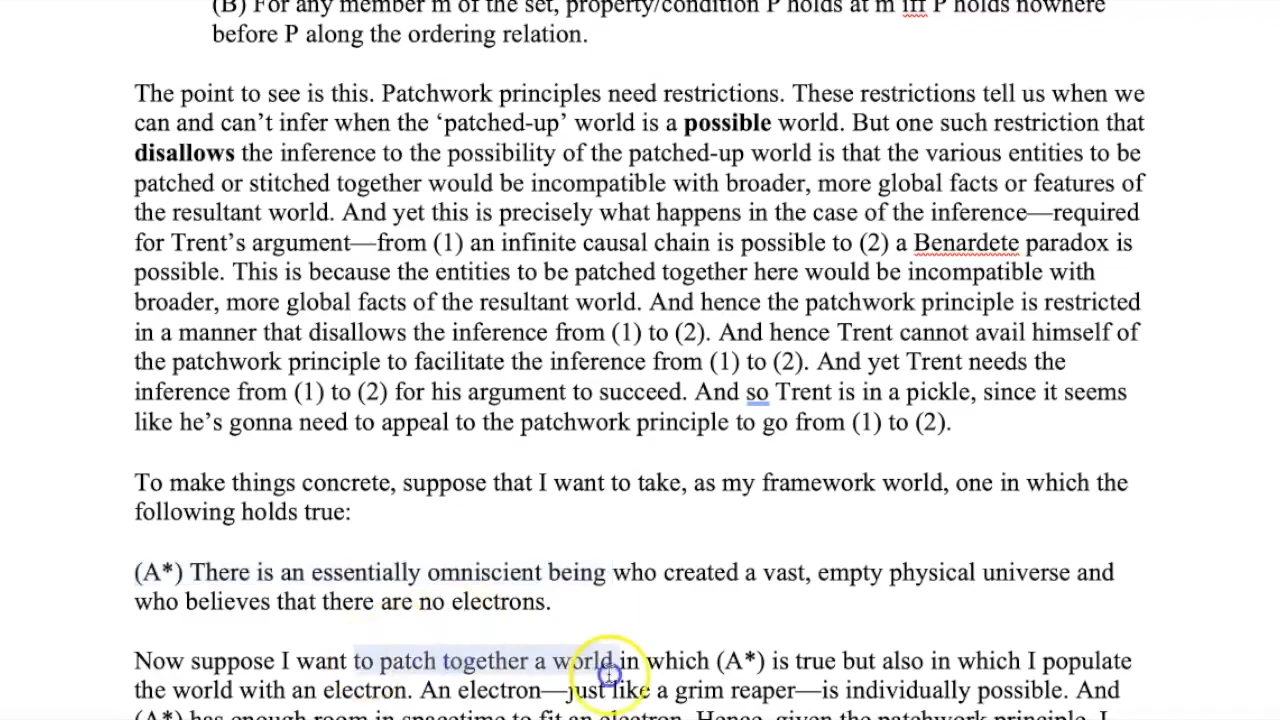 (B) For any member m of the set, property/condition P holds at m iff P holds nowhere
before P along the ordering relation.
The point to see is this. Patchwork principles need restrictions. These restrictions tell us when we
can and can’t infer when the ‘patched-up’ world is a possible world. But one such restriction that
disallows the inference to the possibility of the patched-up world is that the various entities to be
patched or stitched together would be incompatible with broader, more global facts or features of
the resultant world. And yet this is precisely what happens in the case of the inference—required
for Trent’s argument—from (1) an infinite causal chain is possible to (2) a Benardete paradox is
possible. This is because the entities to be patched together here would be incompatible with
broader, more global facts of the resultant world. And hence the patchwork principle is restricted
in a manner that disallows the inference from (1) to (2). And hence Trent cannot avail himself of
the patchwork principle to facilitate the inference from (1) to (2). And yet Trent needs the
inference from (1) to (2) for his argument to succeed. And so Trent is in a pickle, since it seems
like he’s gonna need to appeal to the patchwork principle to go from (1) to (2).
To make things concrete, suppose that I want to take, as my framework world, one in which the
following holds true:
(A*) There is an essentially omniscient being who created a vast, empty physical universe and
who believes that there are no electrons.
Now suppose I want to patch together a world in which (A*) is true but also in which I populate
the world with an electron. An electron—just like a grim reaper—is individually possible. And
(A*) has enough room in spacetime to fit an electron. Hence, given the patchwork principle, I